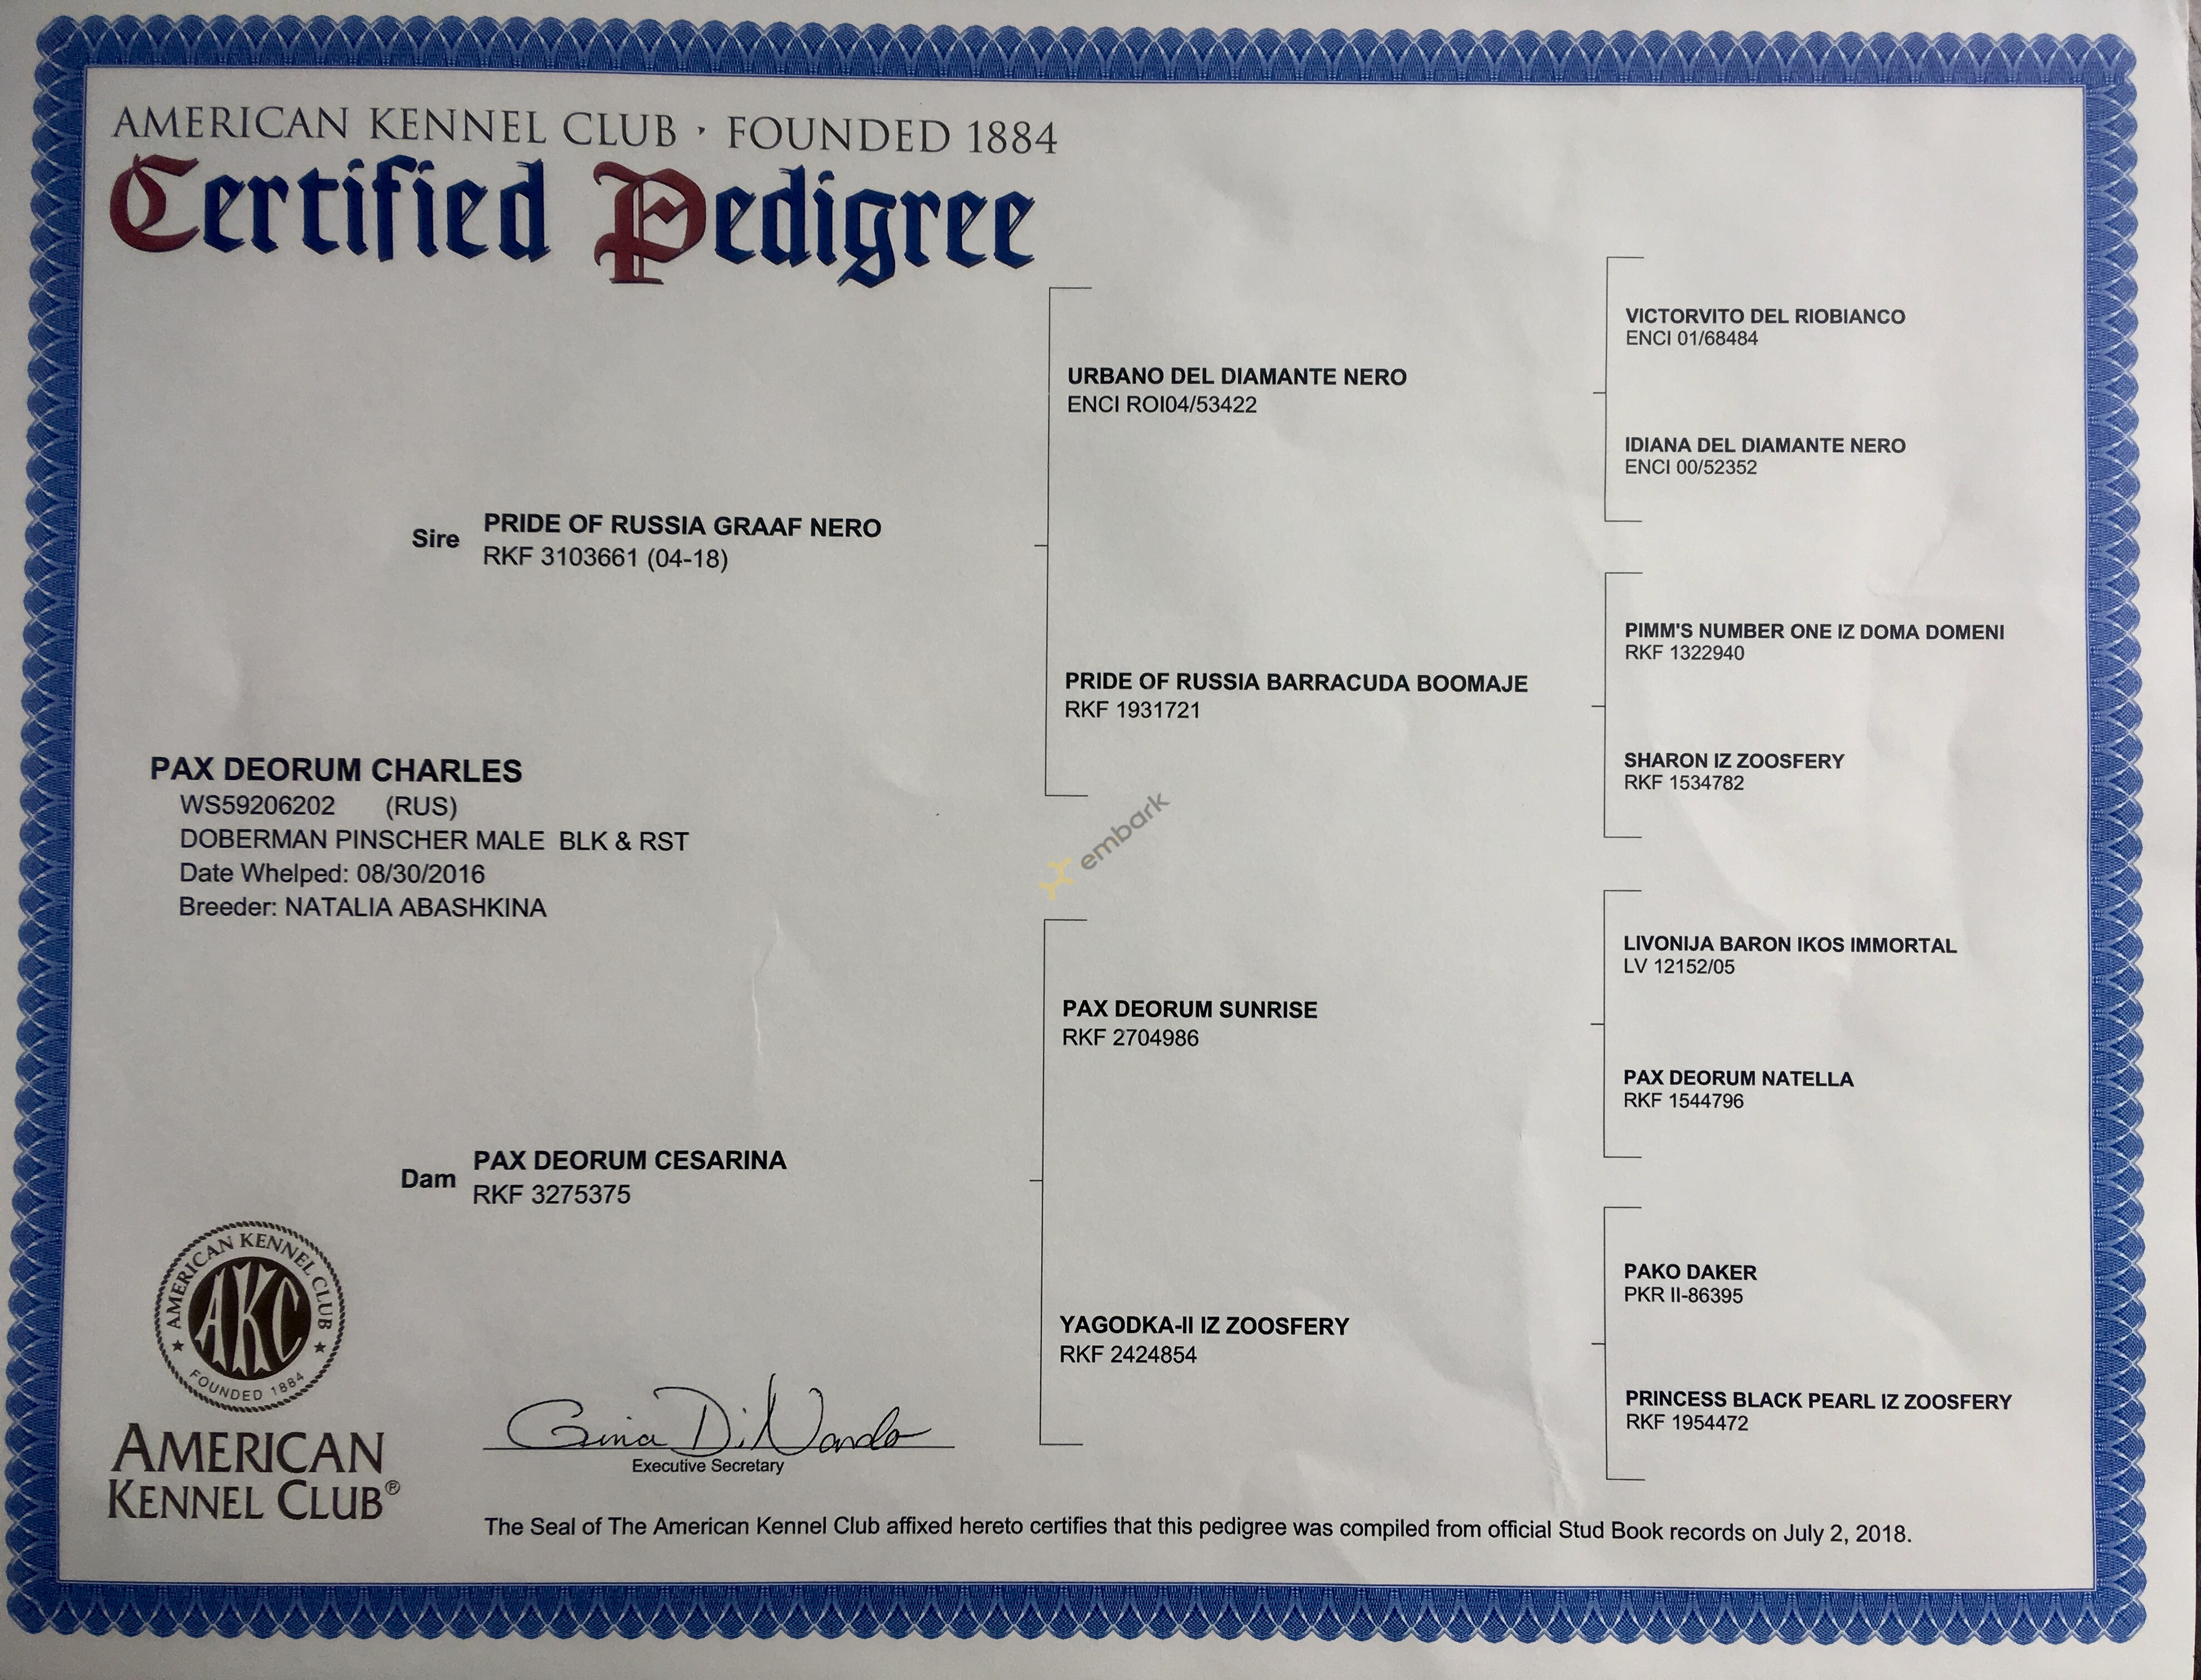 AMERICAN KENNEL CLUB · FOUNDED 1884
Certified Pedigree
VICTORVITO DEL RIOBIANCO
ENCI 01/68484
URBANO DEL DIAMANTE NERO
ENCI ROI04/53422
IDIANA DEL DIAMANTE NERO
ENCI 00/52352
Sire
PRIDE OF RUSSIA GRAAF NERO
RKF 3103661 (04-18)
PIMM'S NUMBER ONE IZ DOMA DOMENI
RKF 1322940
PRIDE OF RUSSIA BARRACUDA BOOMAJE
RKF 1931721
SHARON IZ ZOOSFERY
RKF 1534782
PAX DEORUM CHARLES
WS59206202 (RUS)
DOBERMAN PINSCHER MALE BLK & RST
Date Whelped: 08/30/2016
Breeder: NATALIA ABASHKINA
embark
LIVONIJA BARON IKOS IMMORTAL
LV 12152/05
PAX DEORUM SUNRISE
RKF 2704986
PAX DEORUM NATELLA
RKF 1544796
Dam
PAX DEORUM CESARINA
RKF 3275375
PAKO DAKER
PKR II-86395
YAGODKA-II IZ ZOOSFERY
RKF 2424854
PRINCESS BLACK PEARL IZ ZOOSFERY
RKF 1954472
AMERICAN KENNEL CLUB
AKC
FOUNDED 1884
AMERICAN
KENNEL CLUB®
Gina DiNardo
Executive Secretary
The Seal of The American Kennel Club affixed hereto certifies that this pedigree was compiled from official Stud Book records on July 2, 2018.